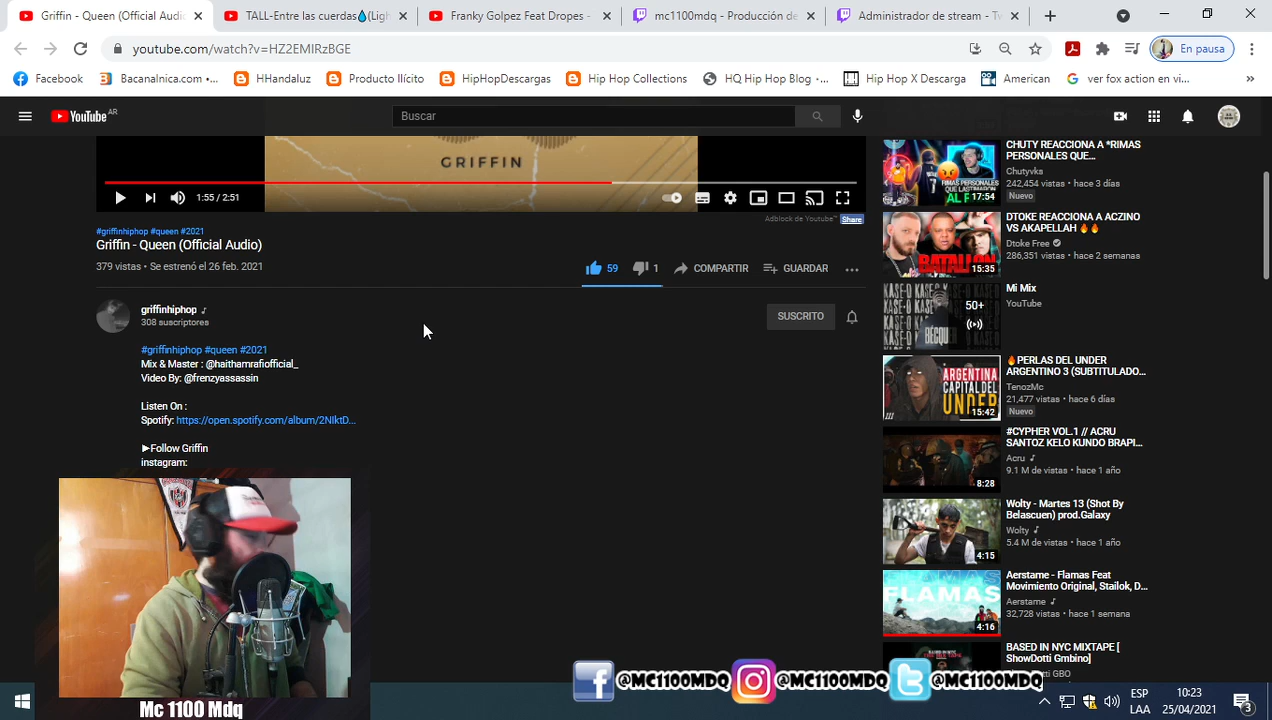 Griffin - Queen (Official Audio
TALL-Entre las cuerdas💧(Ligh
Franky Golpez Feat Dropes -
mc1100mdq - Producción de
Administrador de stream - Tw
youtube.com/watch?v=HZ2EMIRzBGE
En pausa
Facebook
Bacanalnica.com •...
HHandaluz
Producto Ilícito
HipHopDescargas
Hip Hop Collections
HQ Hip Hop Blog •...
Hip Hop X Descarga
American
ver fox action en vi...
»
YouTube AR
Buscar
GRIFFIN
1:55 / 2:51
Adblock de Youtube™ Share
#griffinhiphop #queen #2021
Griffin - Queen (Official Audio)
379 vistas • Se estrenó el 26 feb. 2021
59
1
COMPARTIR
GUARDAR
griffinhiphop
308 suscriptores
SUSCRITO
#griffinhiphop #queen #2021
Mix & Master : @haithamrafiofficial_
Video By: @frenzyassassin
Listen On :
Spotify: https://open.spotify.com/album/2NIktD...
►Follow Griffin
instagram:
CHUTY REACCIONA A *RIMAS
PERSONALES QUE...
Chutyvka
242,454 vistas • hace 3 días
Nuevo
17:54
DTOKE REACCIONA A ACZINO
VS AKAPELLAH 🔥🔥
Dtoke Free
286,351 vistas • hace 2 semanas
BATALLON
15:35
Mi Mix
YouTube
50+
🔥PERLAS DEL UNDER
ARGENTINO 3 (SUBTITULADO...
TenozMc
21,477 vistas • hace 6 días
Nuevo
ARGENTINA
CAPITAL DEL
UNDER
15:42
#CYPHER VOL.1 // ACRU
SANTOZ KELO KUNDO BRAPI...
Acru
9.1 M de vistas • hace 1 año
8:28
Wolty - Martes 13 (Shot By
Belascuen) prod.Galaxy
Wolty
5.4 M de vistas • hace 1 año
4:15
Aerstame - Flamas Feat
Movimiento Original, Stailok, D...
Aerstame
32,728 vistas • hace 1 semana
FLAMAS
4:16
BASED IN NYC MIXTAPE [
ShowDotti Gmbino]
GBO
Mc 1100 Mdq
@MC1100MDQ
@MC1100MDQ
@MC1100MDQ
ESP
LAA
10:23
25/04/2021
3